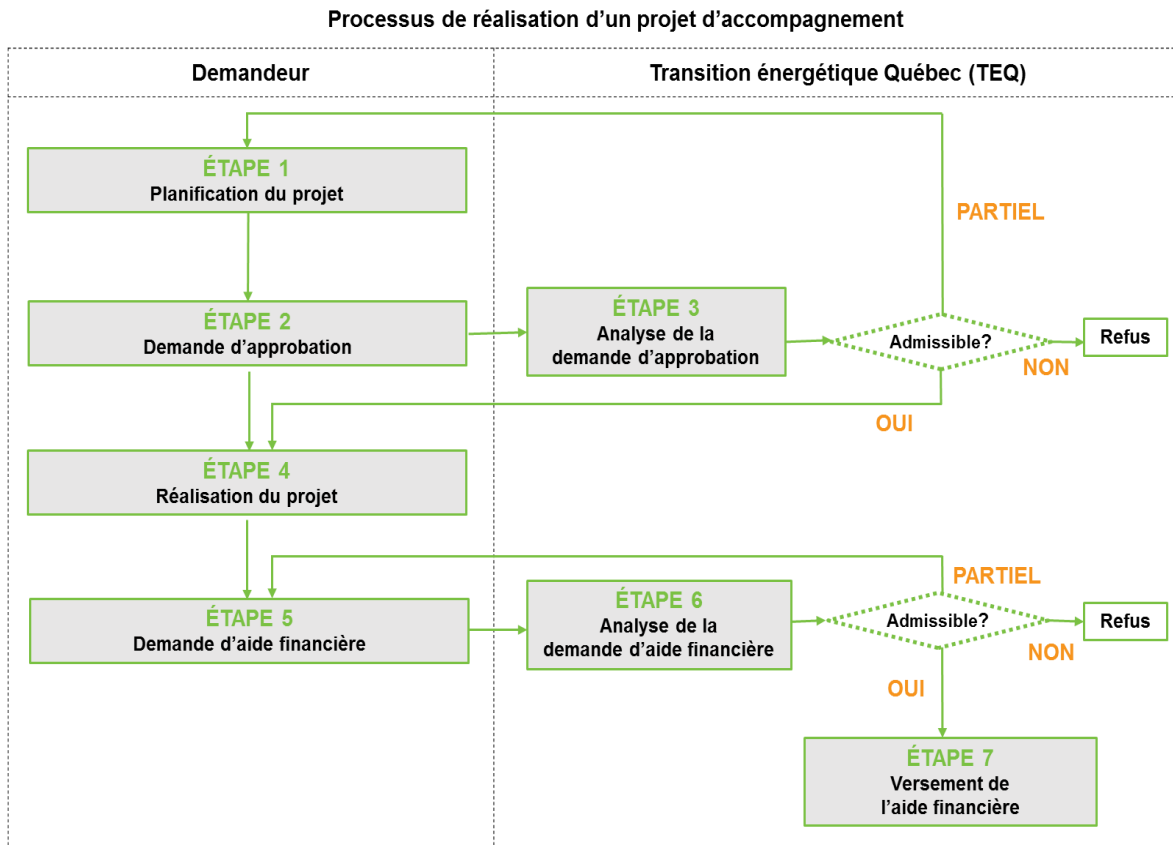 Processus de réalisation d’un projet d’accompagnement
Demandeur
Transition énergétique Québec (TEQ)
ÉTAPE 1
Planification du projet
PARTIEL
ÉTAPE 2
Demande d’approbation
ÉTAPE 3
Analyse de la
demande d’approbation
Admissible?
Refus
NON
OUI
ÉTAPE 4
Réalisation du projet
PARTIEL
ÉTAPE 5
Demande d’aide financière
ÉTAPE 6
Analyse de la
demande d’aide financière
Admissible?
Refus
NON
OUI
ÉTAPE 7
Versement de
l’aide financière